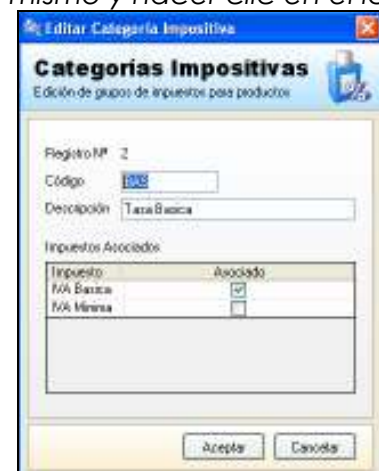 mismo y hacer clic en el
Editar Categoría Impositiva
Categorías Impositivas
Edición de grupos de impuestos para productos
Registro Nº 2
Código BAS
Descripción Tasa Basica
Impuestos Asociados
Impuesto Asociado
IVA Basica
IVA Minima
Aceptar Cancelar